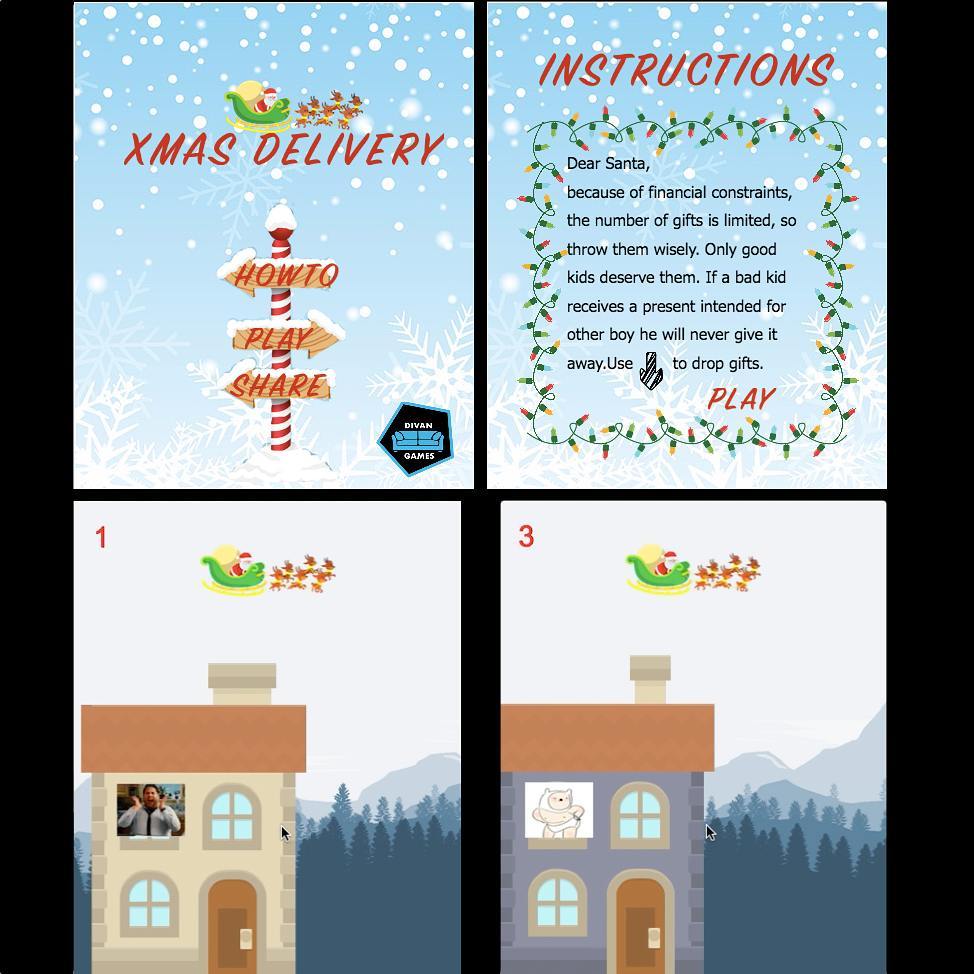 XMAS DELIVERY
HOWTO
PLAY
SHARE
DIVAN
GAMES
INSTRUCTIONS
Dear Santa,
because of financial constraints,
the number of gifts is limited, so
throw them wisely. Only good
kids deserve them. If a bad kid
receives a present intended for
other boy he will never give it
away.Use to drop gifts.
PLAY
1
3